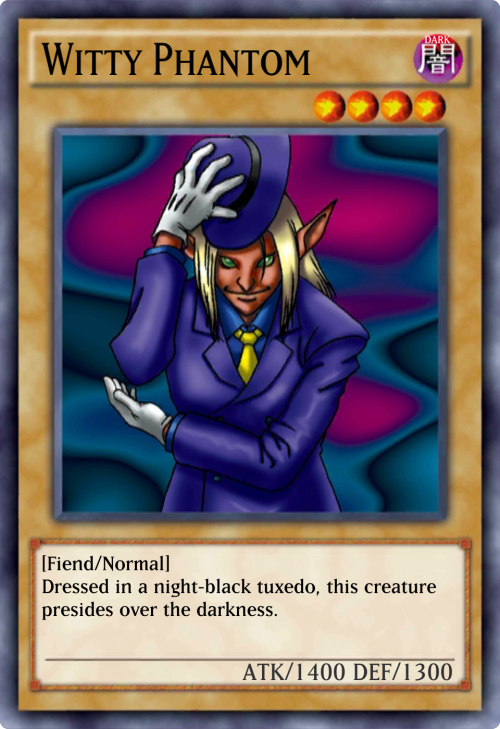 Witty Phantom
DARK
闇
[Fiend/Normal]
Dressed in a night-black tuxedo, this creature
presides over the darkness.
ATK/1400 DEF/1300